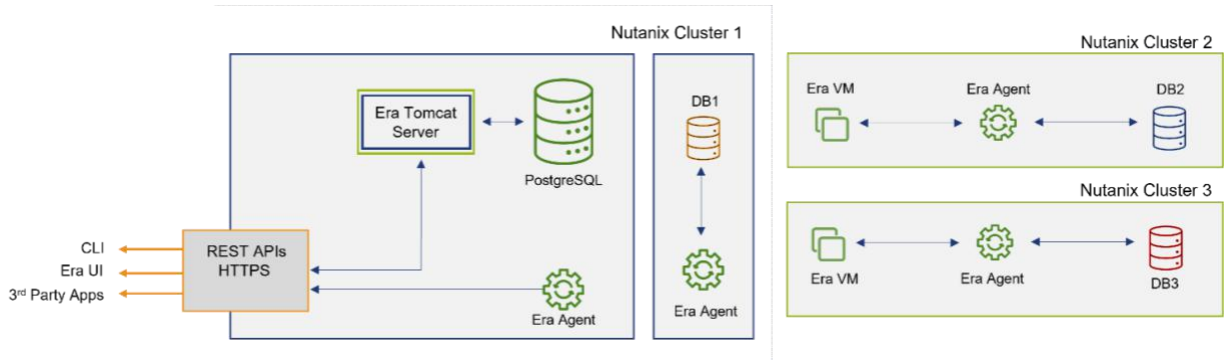 Nutanix Cluster 1
Era Tomcat
Server
PostgreSQL
REST APIs
HTTPS
CLI
Era UI
3rd Party Apps
Era Agent
DB1
Era Agent
Nutanix Cluster 2
Era VM
Era Agent
DB2
Nutanix Cluster 3
Era VM
Era Agent
DB3